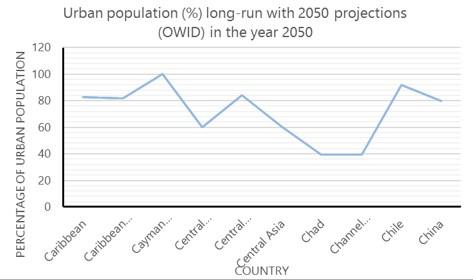 Urban population (%) long-run with 2050 projections
(OWID) in the year 2050
PERCENTAGE OF URBAN POPULATION
120
100
80
60
40
20
0
Caribbean
Caribbean...
Cayman...
Central...
Central...
Central Asia
Chad
Channel...
Chile
China
COUNTRY